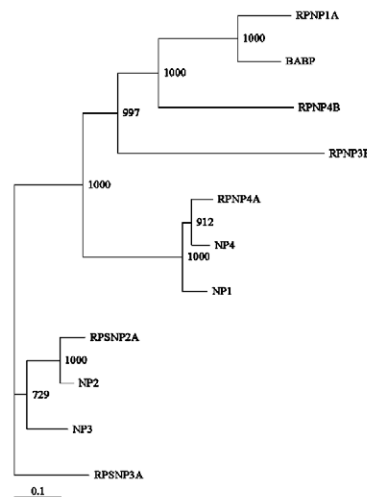 RPNP1A
1000
BABP
1000
RPNP4B
997
RPNP3B
1000
RPNP4A
912
NP4
1000
NP1
RPSNP2A
1000
NP2
729
NP3
RPSNP3A
0.1